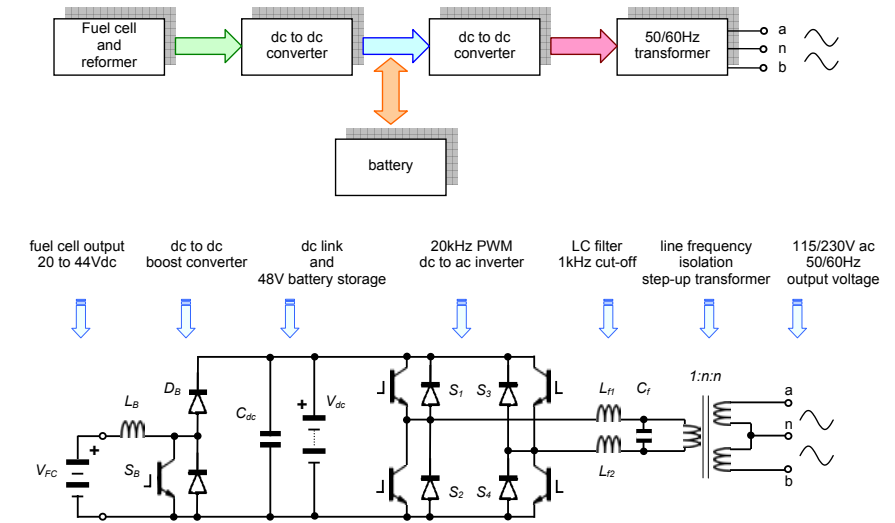 Fuel cell
and
reformer
dc to dc
converter
dc to dc
converter
50/60Hz
transformer
a
n
b
battery
fuel cell output
20 to 44Vdc
dc to dc
boost converter
dc link
and
48V battery storage
20kHz PWM
dc to ac inverter
LC filter
1kHz cut-off
line frequency
isolation
step-up transformer
115/230V ac
50/60Hz
output voltage
V_FC
+
L_B
S_B
D_B
C_dc
+
V_dc
S_1
S_3
S_2
S_4
L_f1
L_f2
C_f
1:n:n
a
n
b